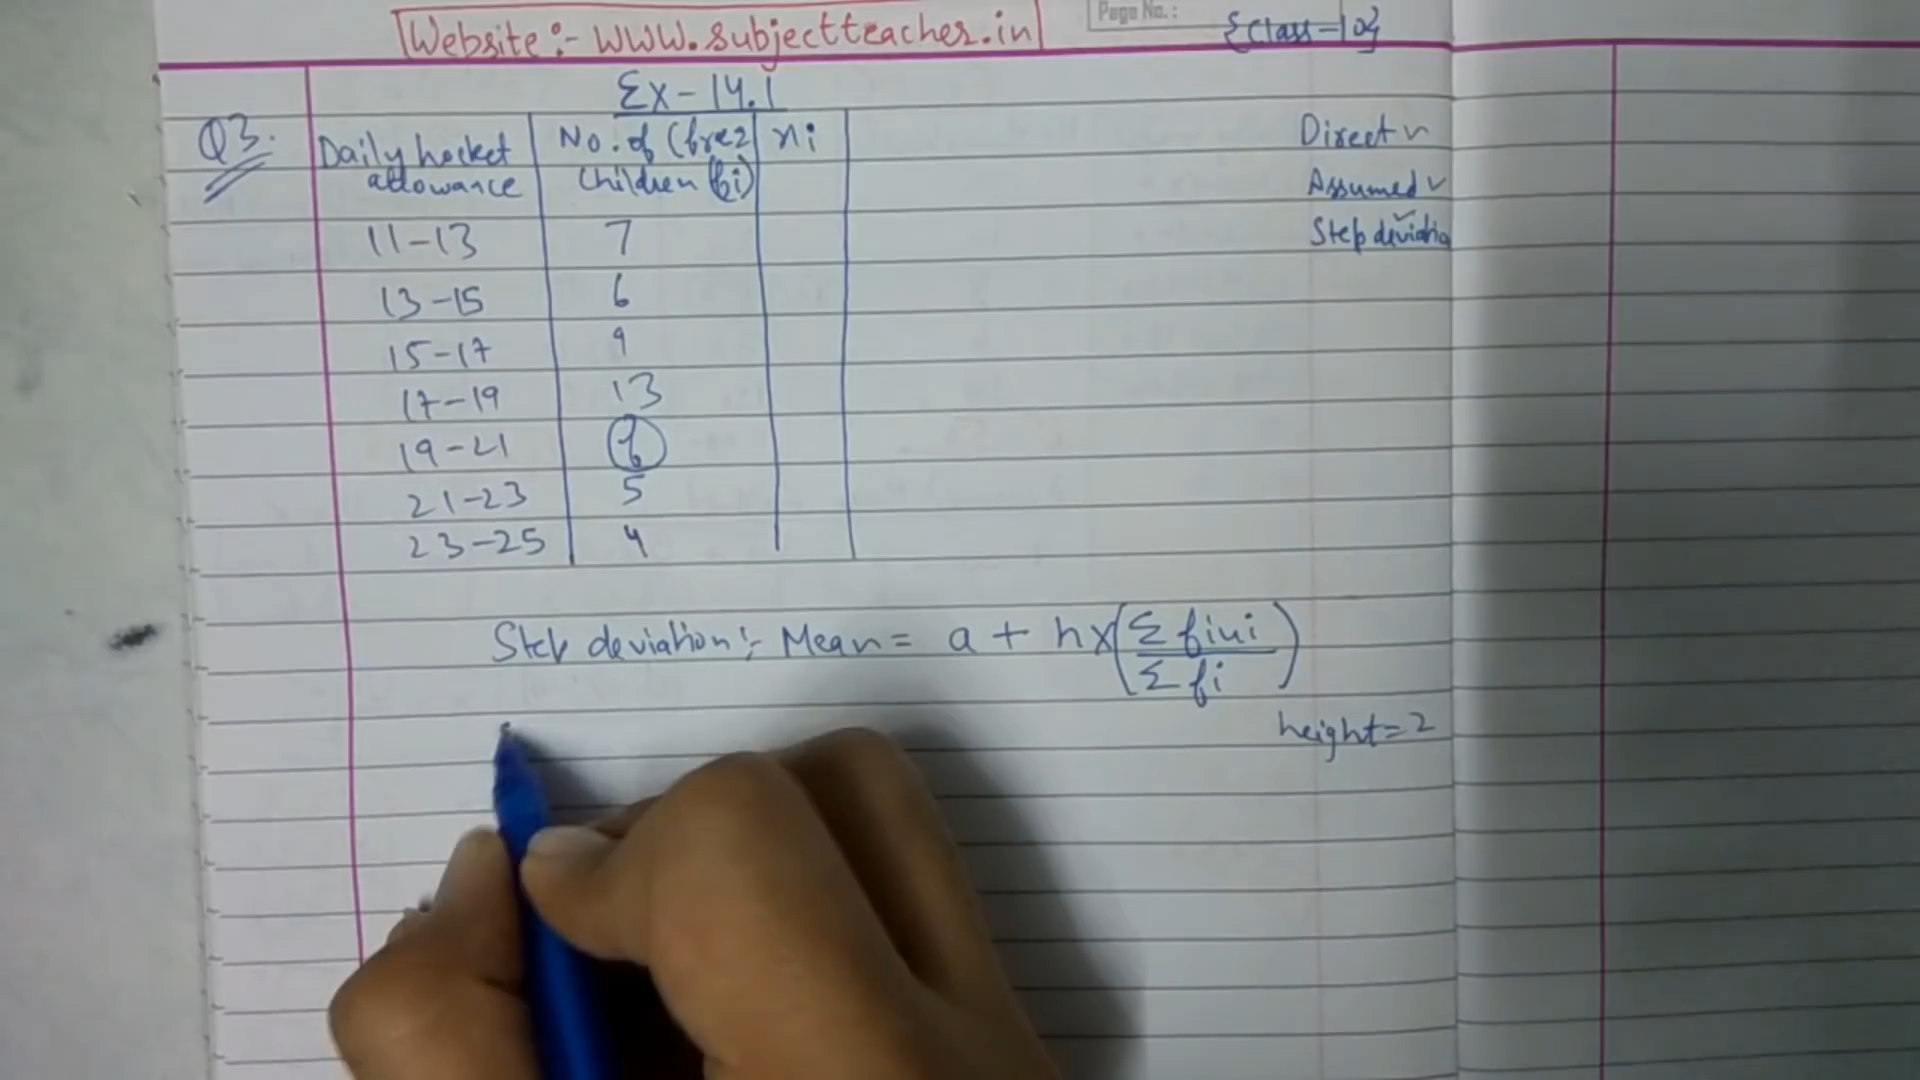 Page No. :
Website :- www.subjectteacher.in
{Class-10}
Ex-14.1
Q3.
Daily pocket allowance
No. of Children (freq (fi)
xi
11-13 7
13-15 6
15-17 9
17-19 13
19-21 f
21-23 5
23-25 4
Direct ✓
Assumed ✓
Step deviation ✓
Step deviation :- Mean = a + h×(Σfiui/Σfi)
height=2